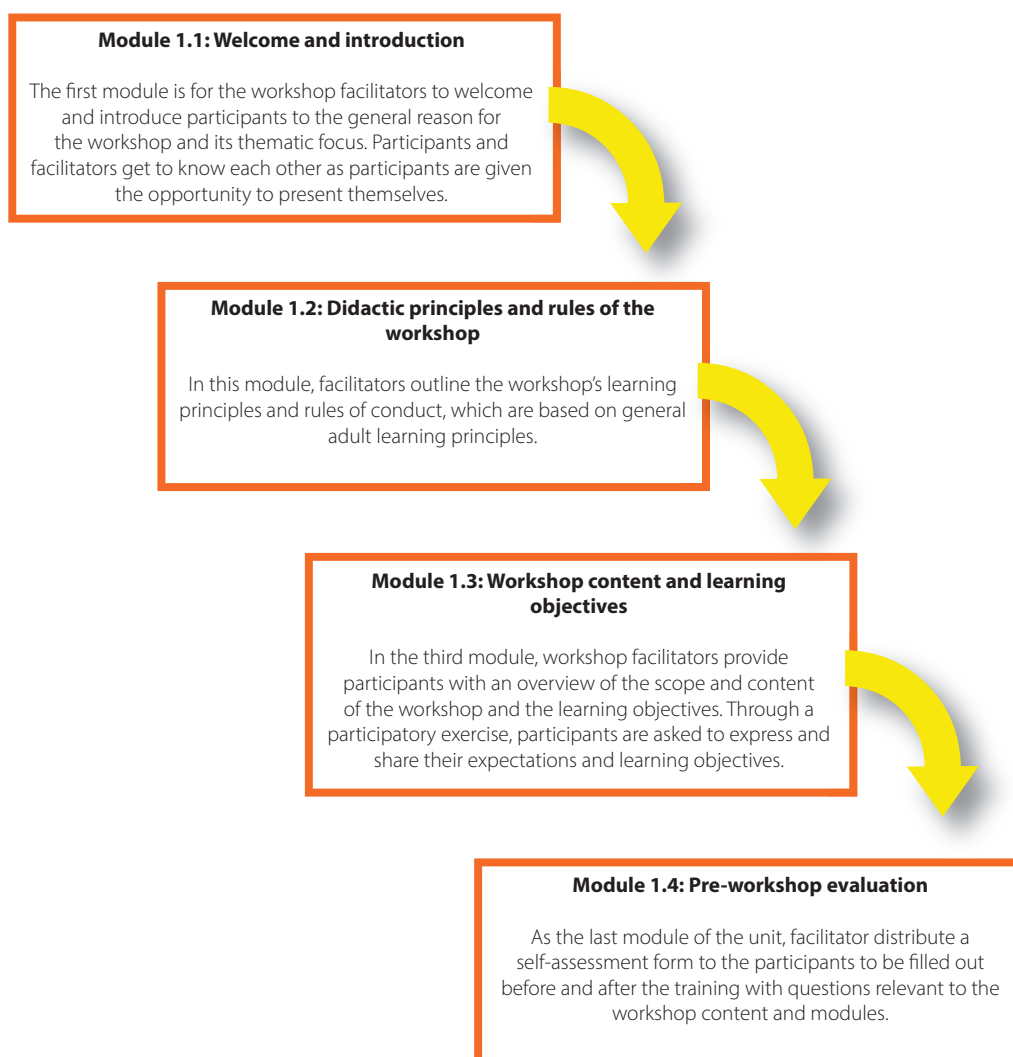 Module 1.1: Welcome and introduction
The first module is for the workshop facilitators to welcome
and introduce participants to the general reason for
the workshop and its thematic focus. Participants and
facilitators get to know each other as participants are given
the opportunity to present themselves.
Module 1.2: Didactic principles and rules of the
workshop
In this module, facilitators outline the workshop’s learning
principles and rules of conduct, which are based on general
adult learning principles.
Module 1.3: Workshop content and learning
objectives
In the third module, workshop facilitators provide
participants with an overview of the scope and content
of the workshop and the learning objectives. Through a
participatory exercise, participants are asked to express and
share their expectations and learning objectives.
Module 1.4: Pre-workshop evaluation
As the last module of the unit, facilitator distribute a
self-assessment form to the participants to be filled out
before and after the training with questions relevant to the
workshop content and modules.